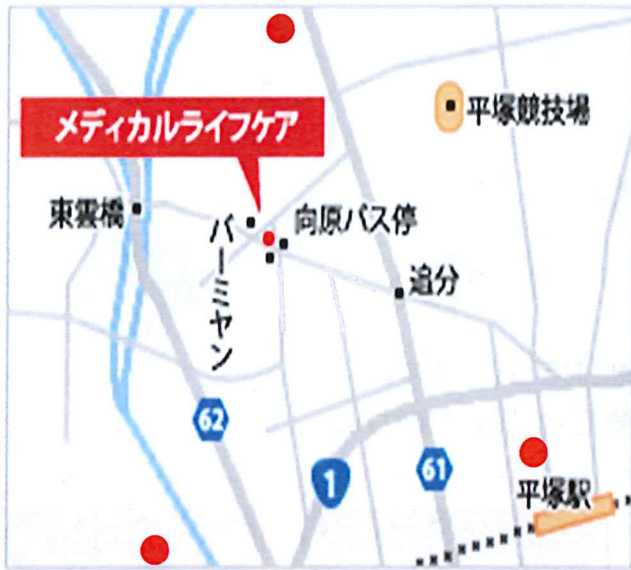 平塚競技場
メディカルライフケア
東雲橋
向原バス停
バーミヤン
追分
62
1
61
平塚駅